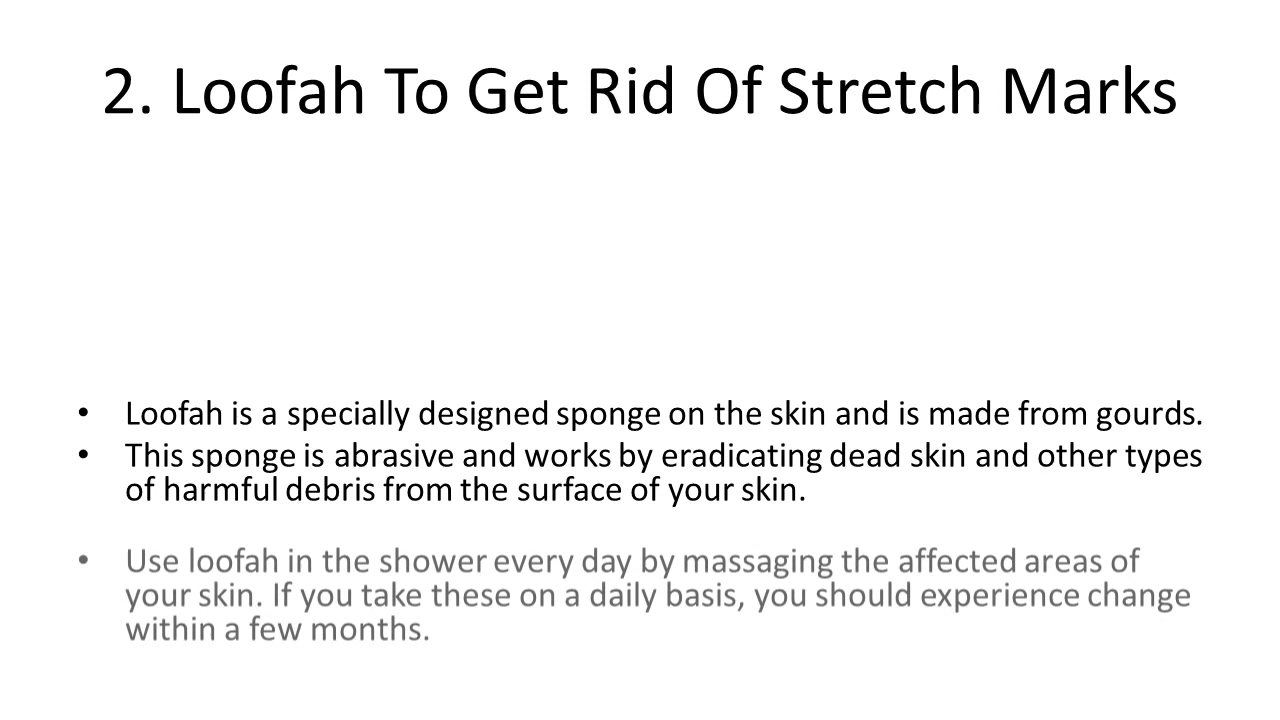 2. Loofah To Get Rid Of Stretch Marks
• Loofah is a specially designed sponge on the skin and is made from gourds.
• This sponge is abrasive and works by eradicating dead skin and other types
of harmful debris from the surface of your skin.
• Use loofah in the shower every day by massaging the affected areas of
your skin. If you take these on a daily basis, you should experience change
within a few months.